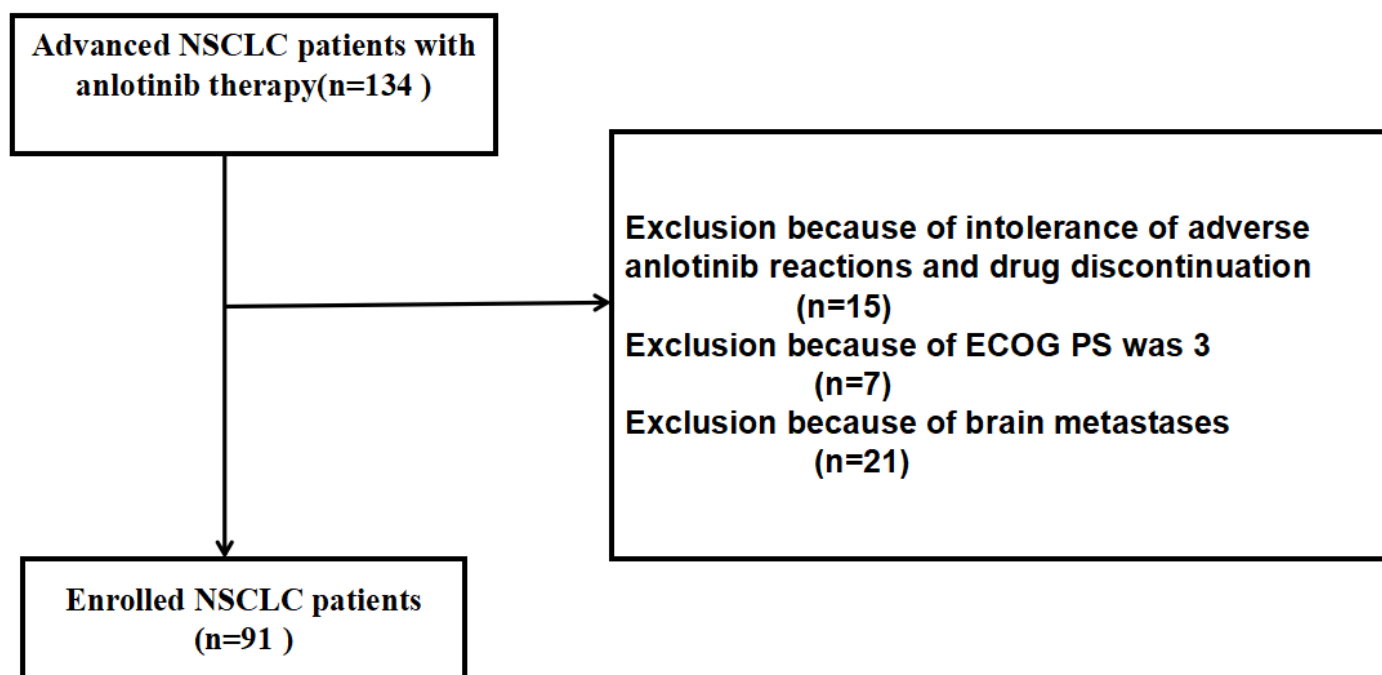 Advanced NSCLC patients with
anlotinib therapy(n=134 )
Exclusion because of intolerance of adverse
anlotinib reactions and drug discontinuation
(n=15)
Exclusion because of ECOG PS was 3
(n=7)
Exclusion because of brain metastases
(n=21)
Enrolled NSCLC patients
(n=91 )